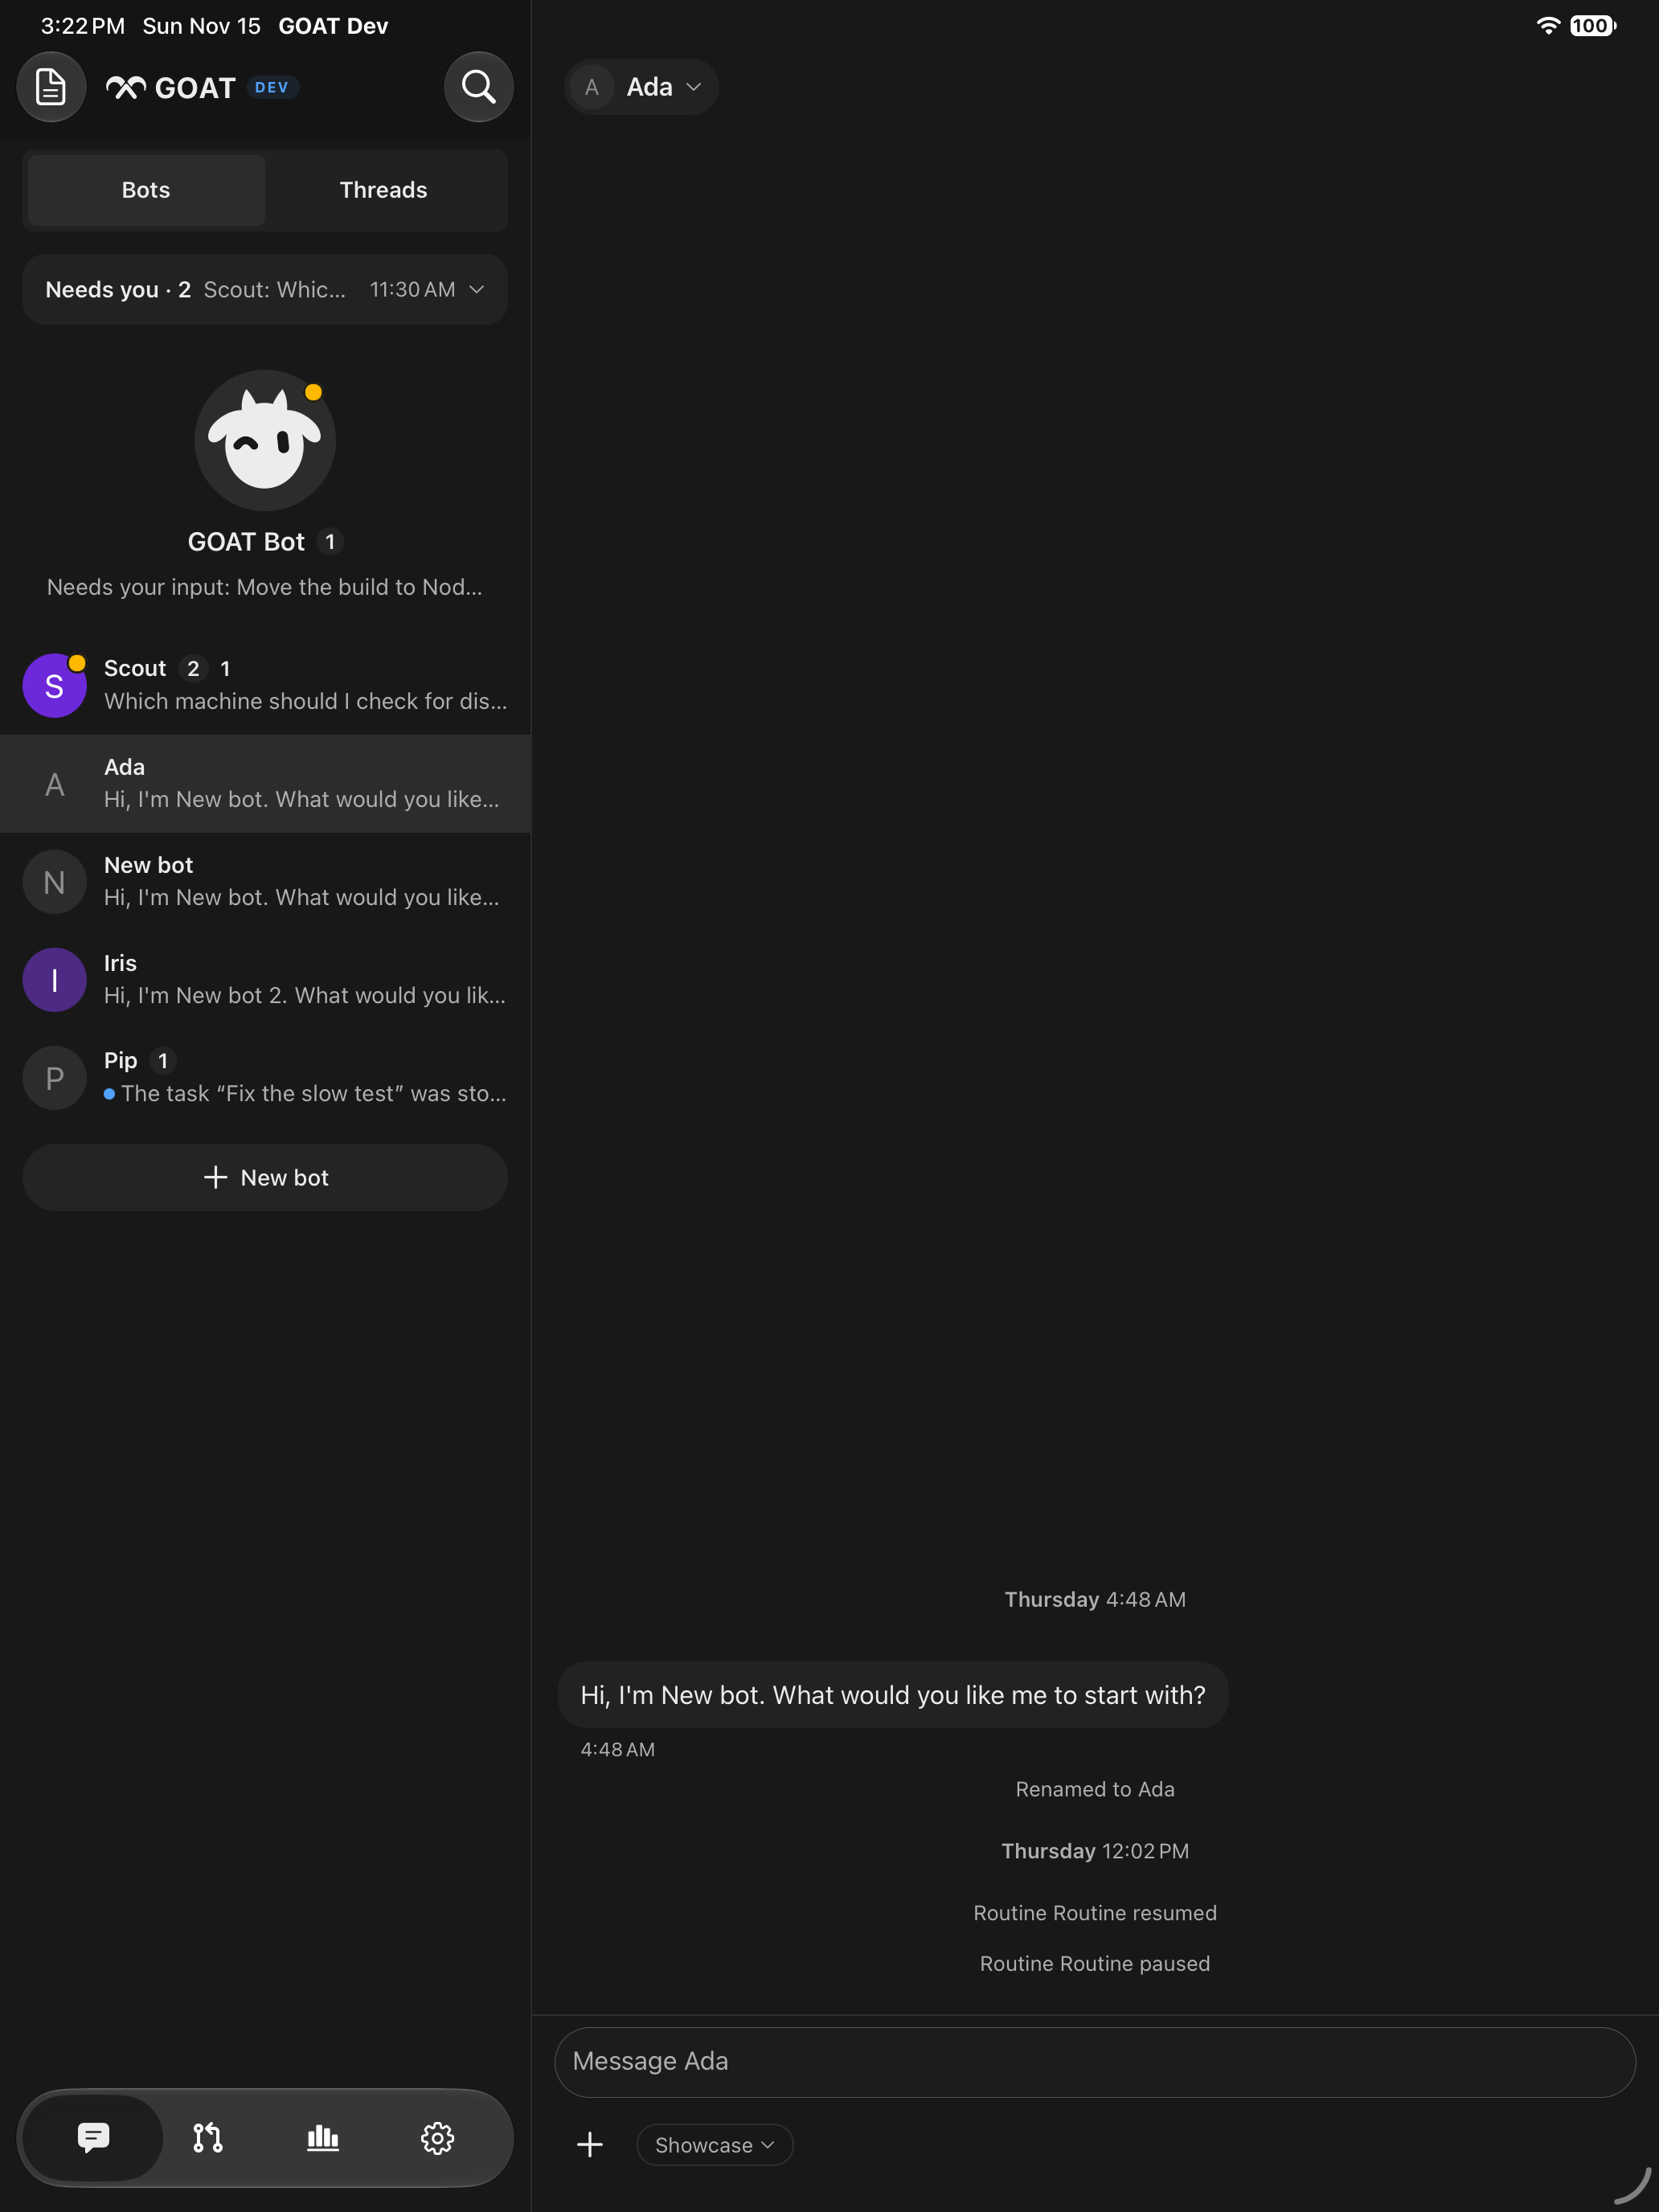 3:22 PM Sun Nov 15 GOAT Dev
100
GOAT DEV
A Ada
Bots Threads
Needs you · 2 Scout: Whic... 11:30 AM
GOAT Bot 1
Needs your input: Move the build to Nod...
S Scout 2 1
Which machine should I check for dis...
A Ada
Hi, I'm New bot. What would you like...
N New bot
Hi, I'm New bot. What would you like...
I Iris
Hi, I'm New bot 2. What would you lik...
P Pip 1
The task “Fix the slow test” was sto...
New bot
Thursday 4:48 AM
Hi, I'm New bot. What would you like me to start with?
4:48 AM
Renamed to Ada
Thursday 12:02 PM
Routine Routine resumed
Routine Routine paused
Message Ada
Showcase